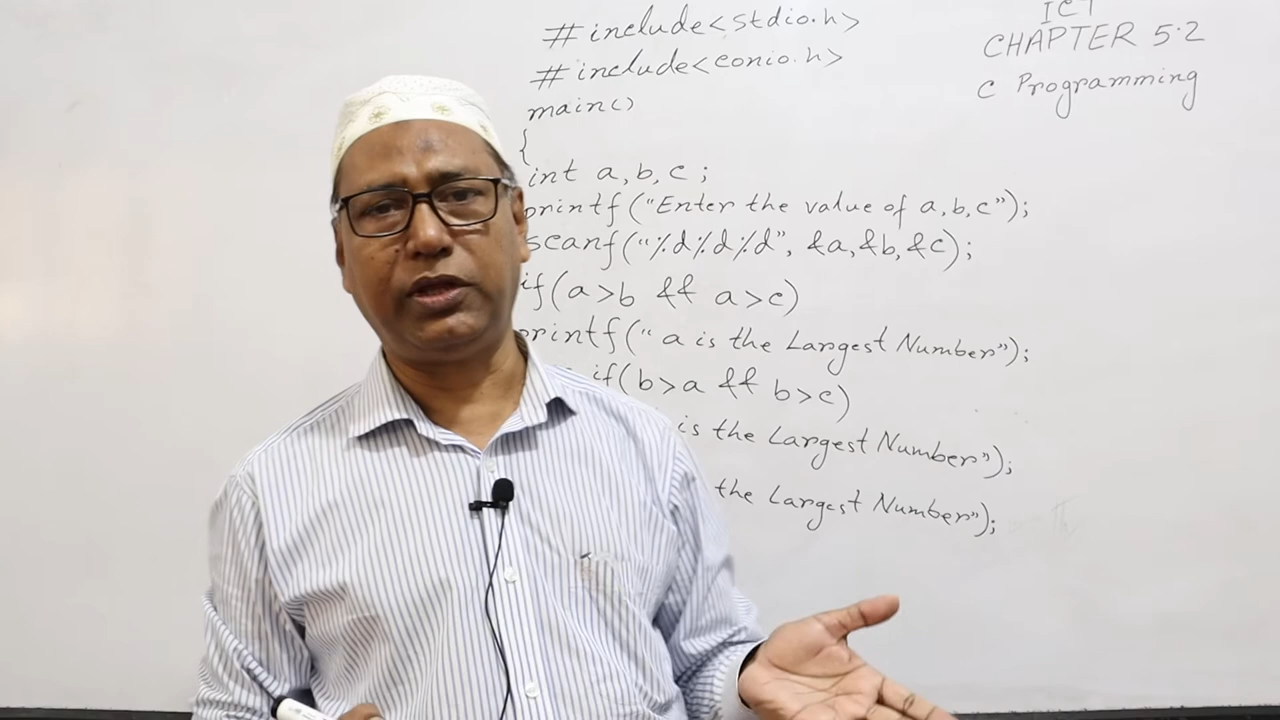 #include<stdio.h>
#include<conio.h>
main()
{
int a,b,c ;
printf("Enter the value of a,b,c");
scanf("%d%d%d", &a,&b,&c);
if(a>b && a>c)
printf(" a is the Largest Number");
if(b>a && b>c)
is the Largest Number");
the Largest Number");
ICT
CHAPTER 5.2
C Programming